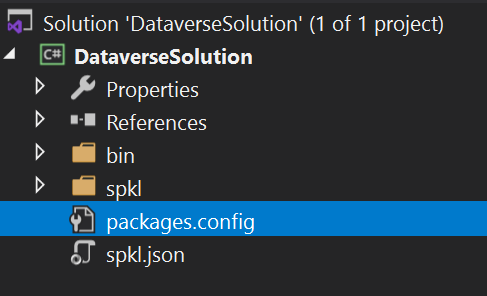 Solution 'DataverseSolution' (1 of 1 project)
C# DataverseSolution
Properties
References
bin
spkl
packages.config
spkl.json